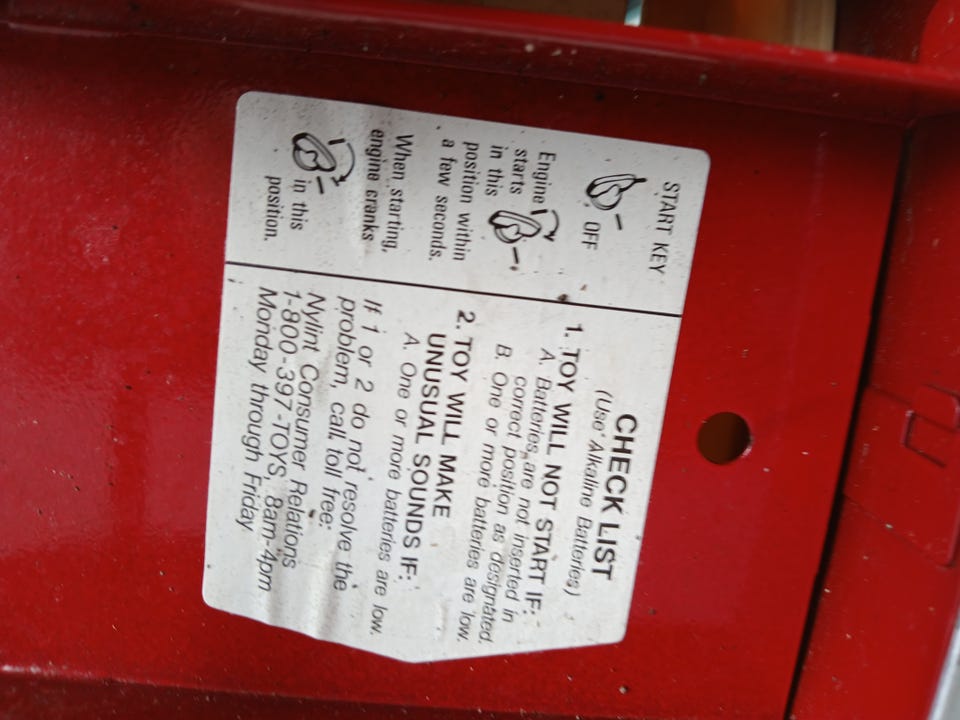 START KEY
OFF
Engine
starts
in this
position within
a few seconds.
When starting,
engine cranks
in this
position.
CHECK LIST
(Use Alkaline Batteries)
1. TOY WILL NOT START IF:
A. Batteries are not inserted in
correct position as designated.
B. One or more batteries are low.
2. TOY WILL MAKE
UNUSUAL SOUNDS IF:
A. One or more batteries are low.
If 1 or 2 do not resolve the
problem, call toll free:
Nylint Consumer Relations
1-800-397-TOYS 8am-4pm
Monday through Friday